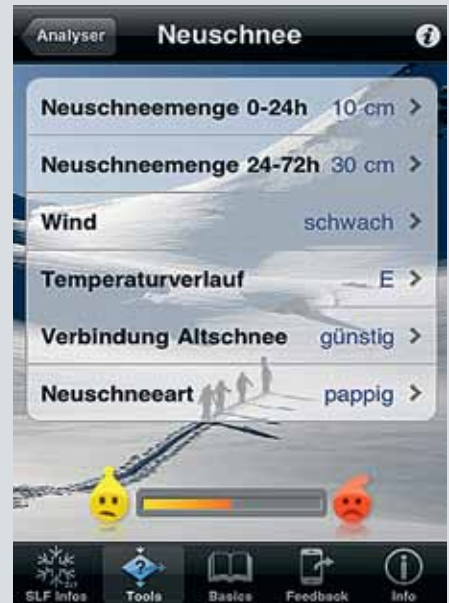 Analyser Neuschnee
Neuschneemenge 0-24h 10 cm
Neuschneemenge 24-72h 30 cm
Wind schwach
Temperaturverlauf E
Verbindung Altschnee günstig
Neuschneeart pappig
SLF Infos Tools Basics Feedback Info